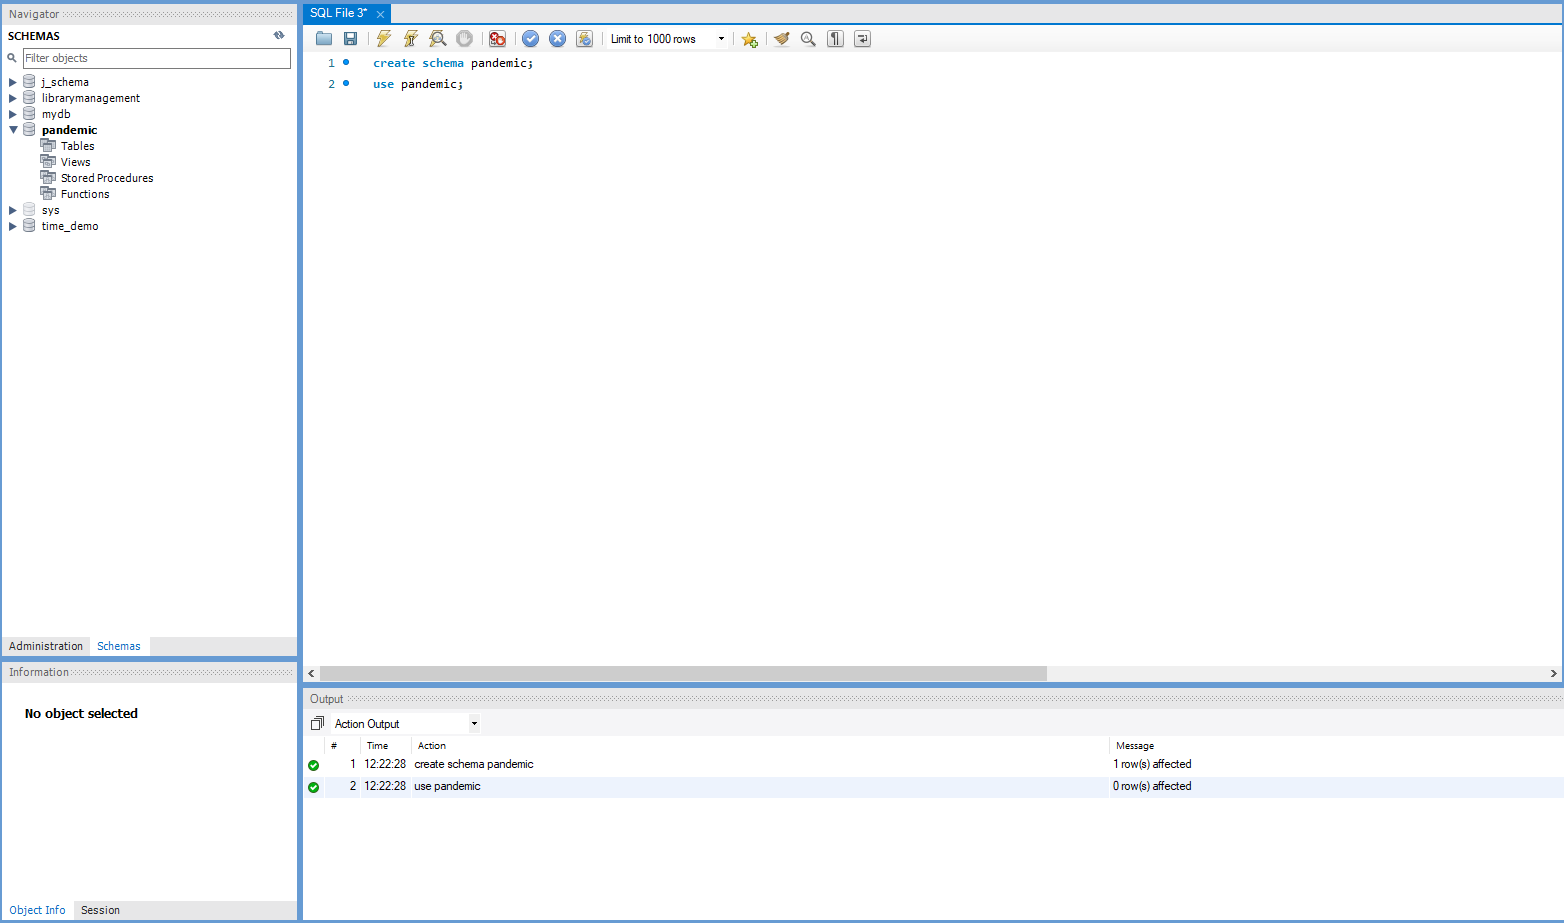 Navigator
SCHEMAS
Filter objects
j_schema
librarymanagement
mydb
pandemic
Tables
Views
Stored Procedures
Functions
sys
time_demo
Administration Schemas
Information
No object selected
Object Info Session
SQL File 3*
Limit to 1000 rows
1 create schema pandemic;
2 use pandemic;
Output
Action Output
# Time Action Message
1 12:22:28 create schema pandemic 1 row(s) affected
2 12:22:28 use pandemic 0 row(s) affected